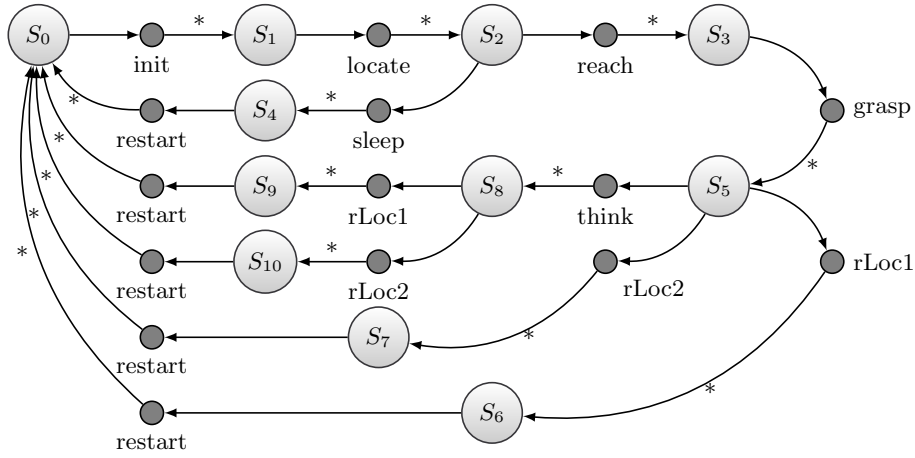 S0 * S1 * S2 * S3
init locate reach
* S4 * grasp
restart sleep
* S9 * S8 * S5 *
restart rLoc1 think
* S10 * rLoc1
restart rLoc2 rLoc2
* S7 *
restart
* S6 *
restart